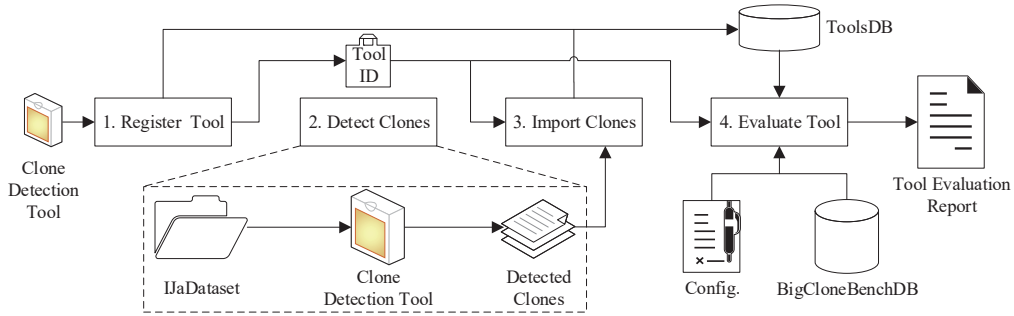 ToolsDB
Tool
ID
1. Register Tool
2. Detect Clones
3. Import Clones
4. Evaluate Tool
Clone
Detection
Tool
Tool Evaluation
Report
IJaDataset
Clone
Detection Tool
Detected
Clones
Config.
BigCloneBenchDB